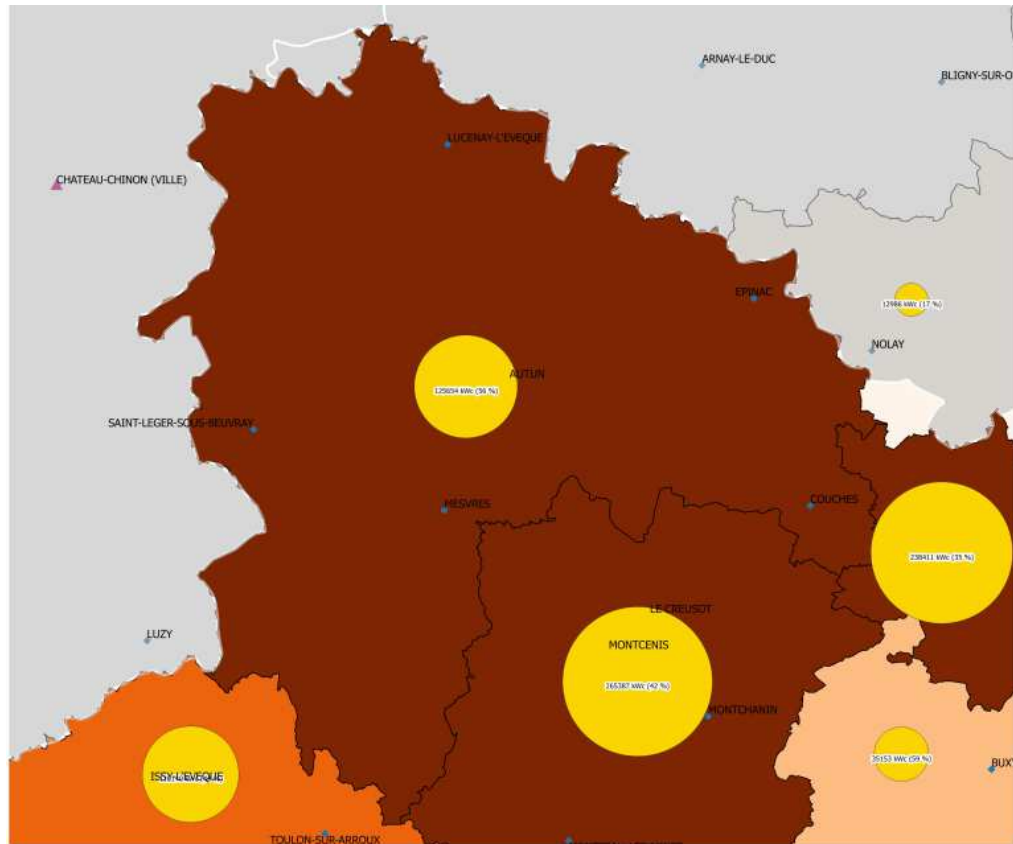 ARNAY-LE-DUC
BLIGNY-SUR-O
LUCENAY-L'EVEQUE
CHATEAU-CHINON (VILLE)
EPINAC
12986 kWc (17 %)
NOLAY
AUTUN
125654 kWc (56 %)
SAINT-LEGER-SOUS-BEUVRAY
MESVRES
COUCHES
238411 kWc (35 %)
LE CREUSOT
LUZY
MONTCENIS
265387 kWc (42 %)
MONTCHANIN
35153 kWc (59 %)
BUXY
ISSY-L'EVEQUE
TOULON-SUR-ARROUX